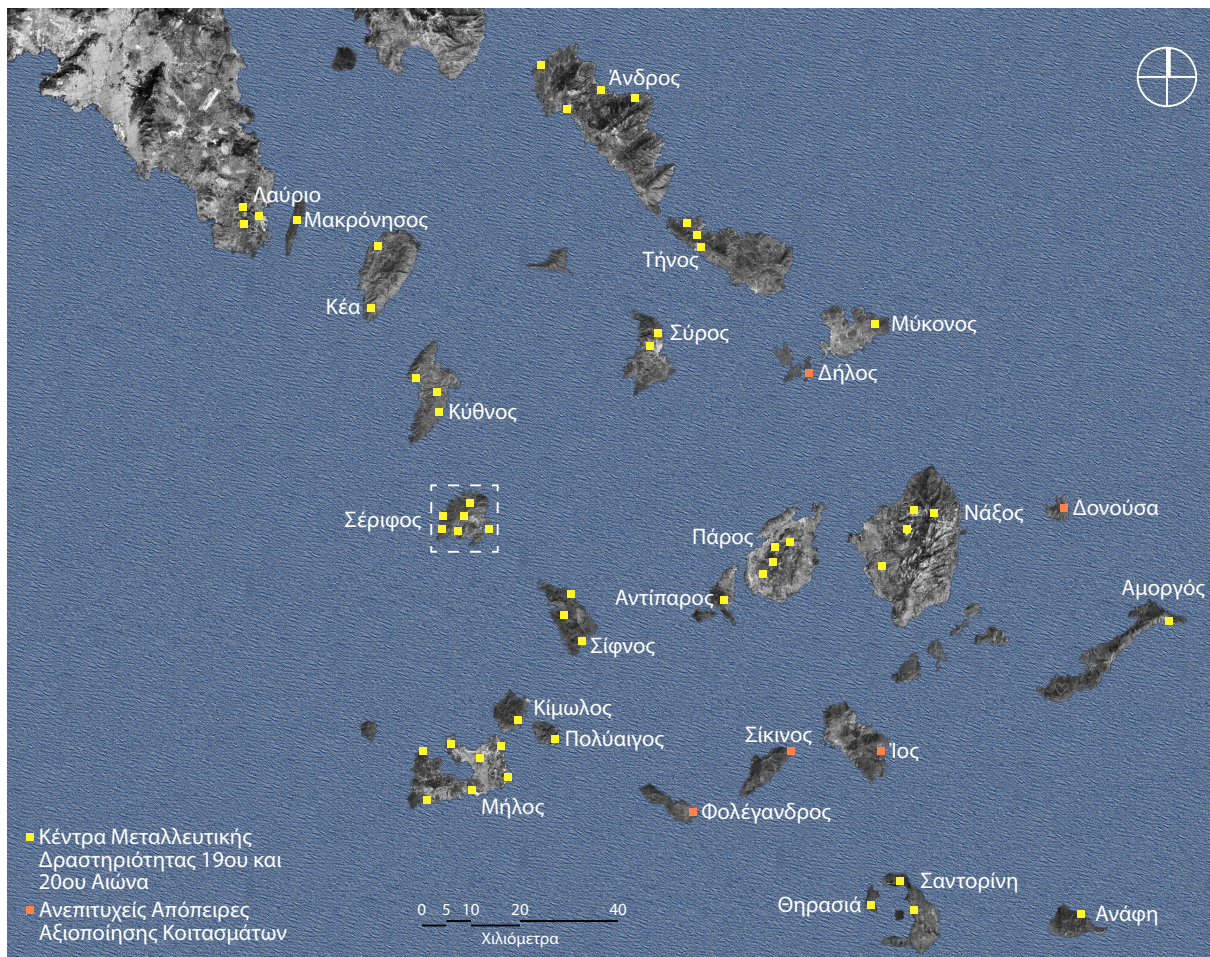 Άνδρος
Λαύριο
Μακρόνησος
Τήνος
Κέα
Σύρος
Μύκονος
Δήλος
Κύθνος
Σέριφος
Νάξος
Δονούσα
Πάρος
Αντίπαρος
Αμοργός
Σίφνος
Κίμωλος
Πολύαιγος
Σίκινος
Ίος
Μήλος
Φολέγανδρος
Σαντορίνη
Θηρασιά
Ανάφη
Κέντρα Μεταλλευτικής
Δραστηριότητας 19ου και
20ου Αιώνα
Ανεπιτυχείς Απόπειρες
Αξιοποίησης Κοιτασμάτων
0 5 10 20 40
Χιλιόμετρα